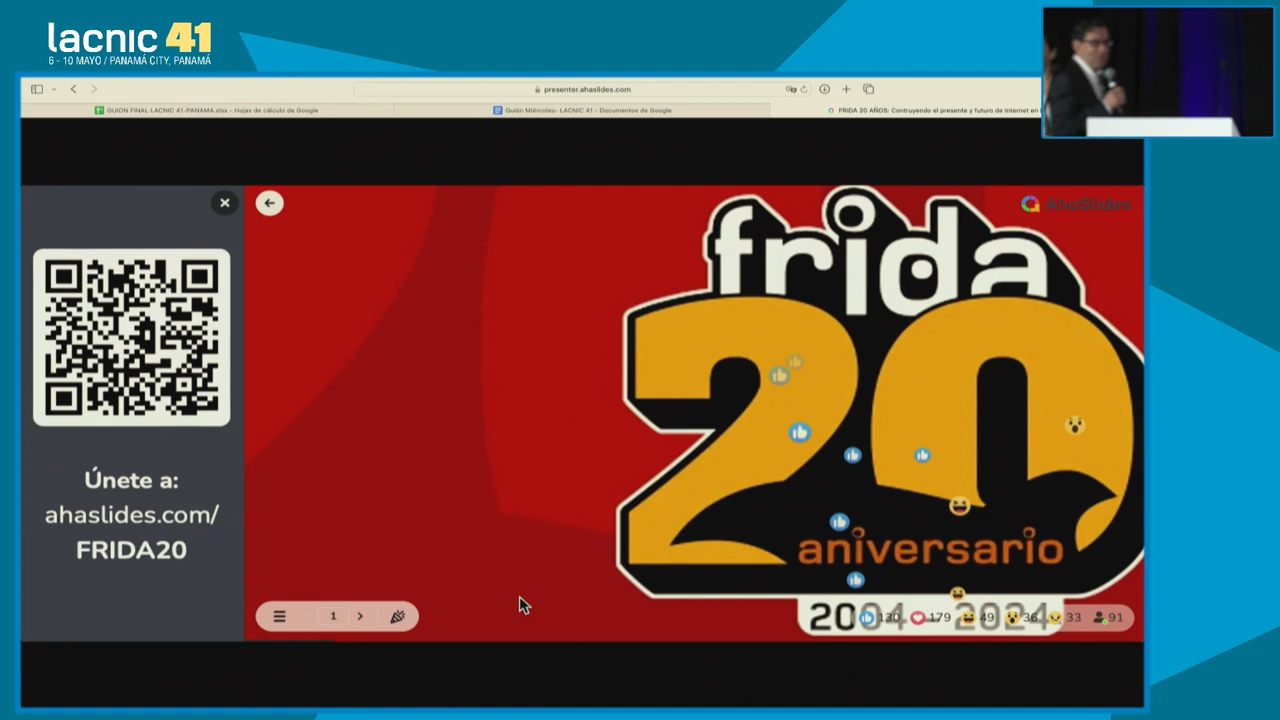 lacnic 41
6 - 10 MAYO / PANAMÁ CITY, PANAMÁ
presenter.ahaslides.com
GUION FINAL LACNIC 41-PANAMA.xlsx - Hojas de cálculo de Google
Guión Miércoles- LACNIC 41 - Documentos de Google
FRIDA 20 AÑOS: Contruyendo el presente y futuro de Internet en
AhaSlides
frida
20
aniversario
2004 - 2024
Únete a:
ahaslides.com/
FRIDA20
1
130 179 49 36 33 91